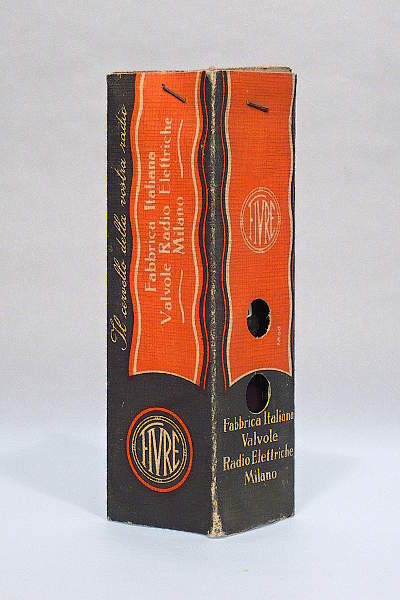 Il cervello della vostra radio
Fabbrica Italiana
Valvole Radio Elettriche
Milano
FIVRE
FIVRE
Fabbrica Italiana
Valvole
Radio Elettriche
Milano